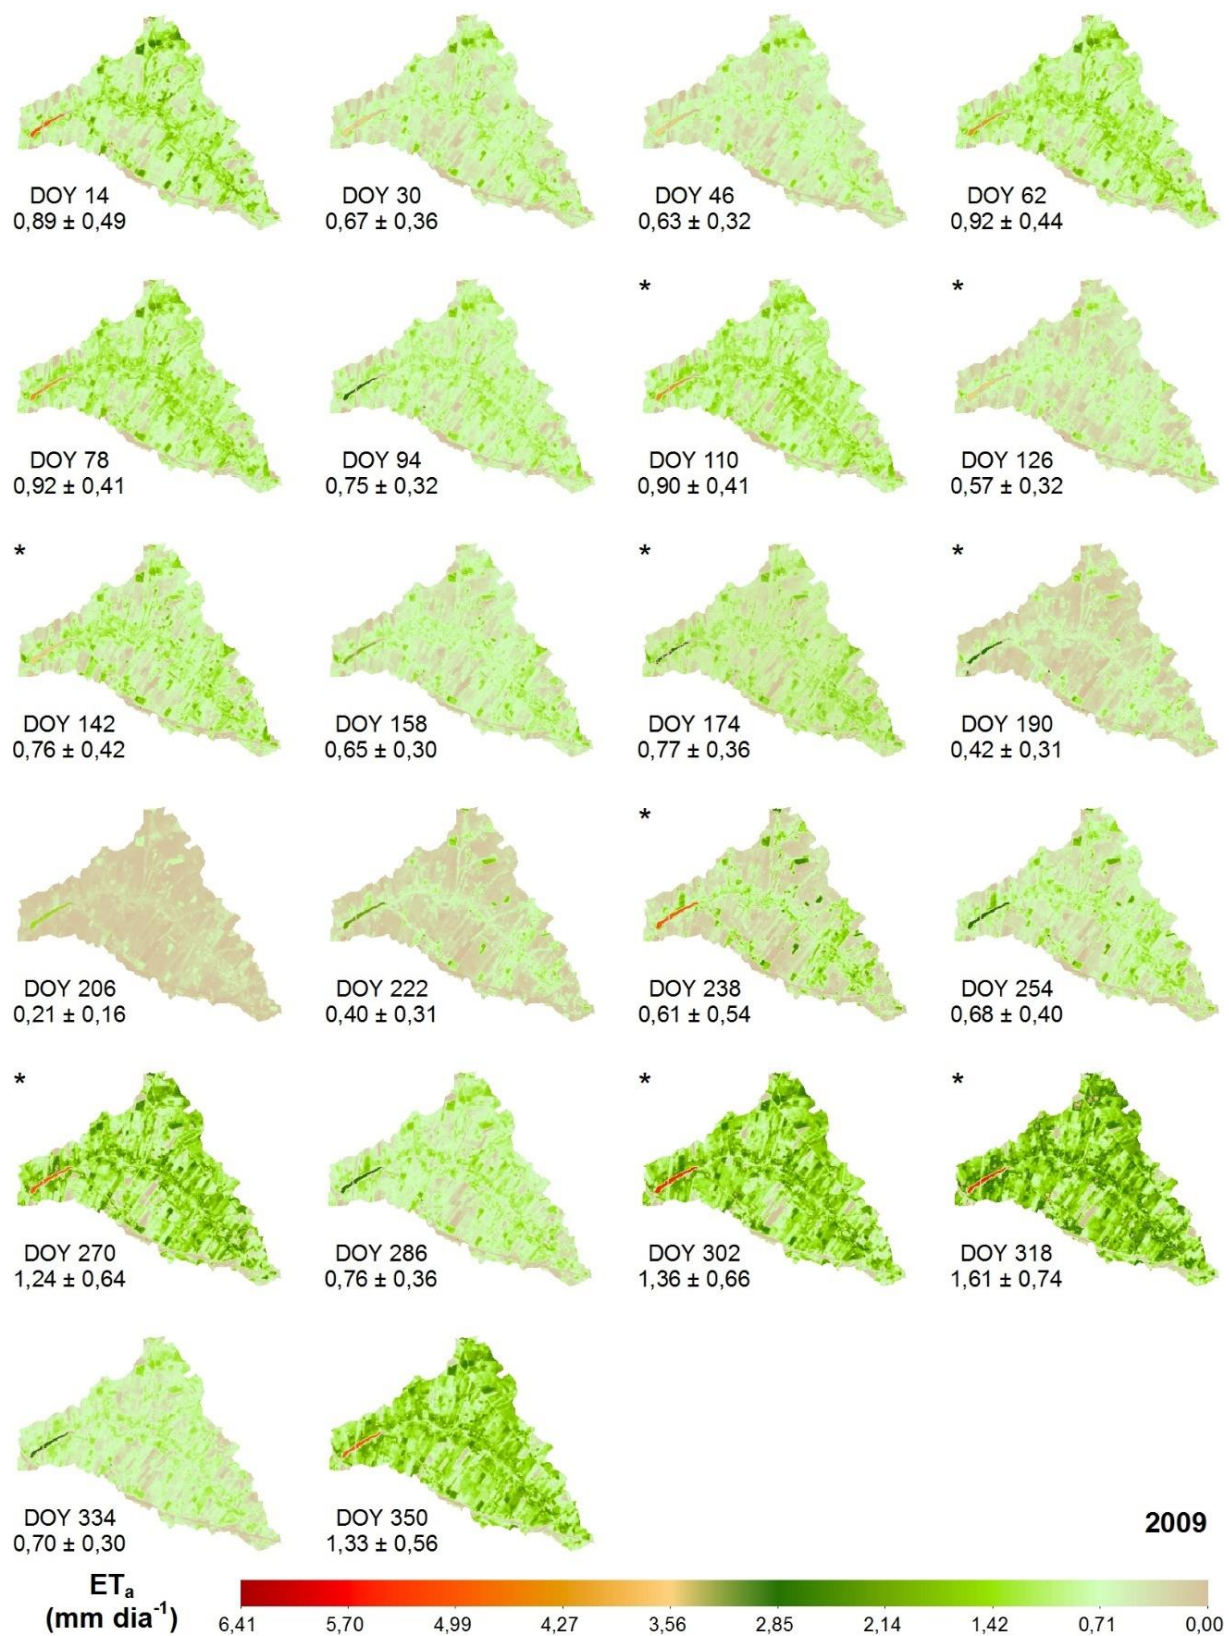 DOY 14 DOY 30 DOY 46 DOY 62
0,89 ± 0,49 0,67 ± 0,36 0,63 ± 0,32 0,92 ± 0,44
* *
DOY 78 DOY 94 DOY 110 DOY 126
0,92 ± 0,41 0,75 ± 0,32 0,90 ± 0,41 0,57 ± 0,32
* * *
DOY 142 DOY 158 DOY 174 DOY 190
0,76 ± 0,42 0,65 ± 0,30 0,77 ± 0,36 0,42 ± 0,31
*
DOY 206 DOY 222 DOY 238 DOY 254
0,21 ± 0,16 0,40 ± 0,31 0,61 ± 0,54 0,68 ± 0,40
* * *
DOY 270 DOY 286 DOY 302 DOY 318
1,24 ± 0,64 0,76 ± 0,36 1,36 ± 0,66 1,61 ± 0,74
DOY 334 DOY 350
0,70 ± 0,30 1,33 ± 0,56
2009
ETₐ
(mm dia⁻¹)
6,41 5,70 4,99 4,27 3,56 2,85 2,14 1,42 0,71 0,00